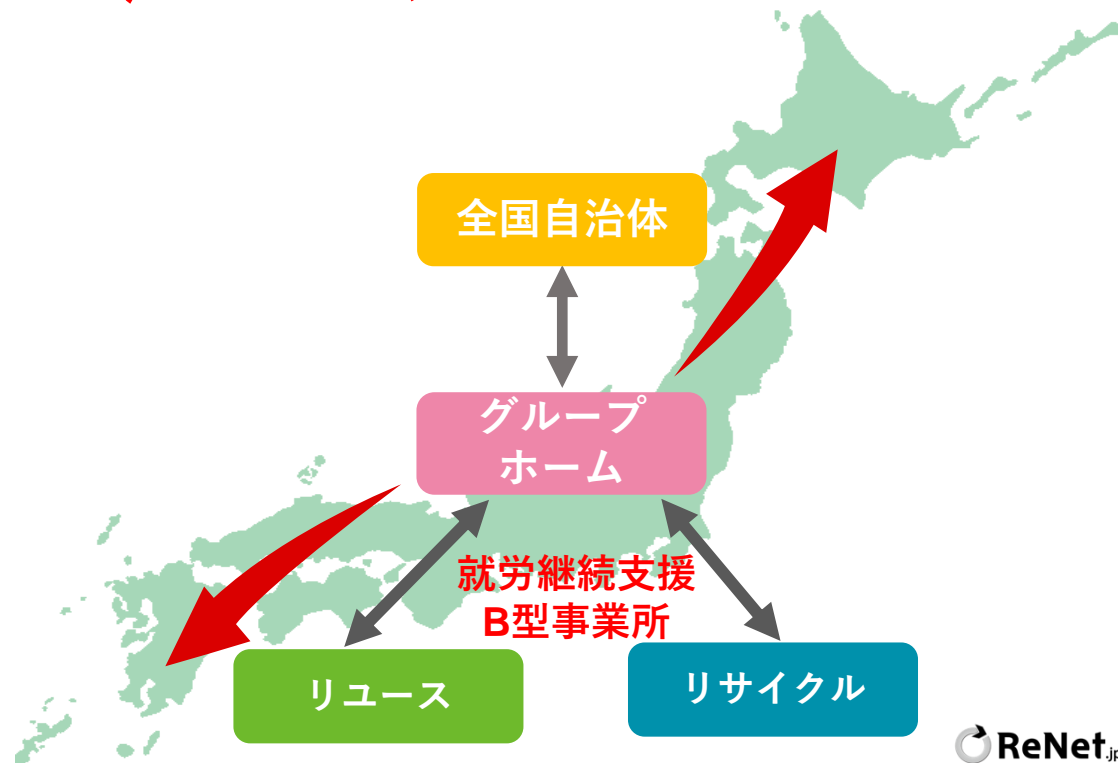 全国自治体
グループ
ホーム
就労継続支援
B型事業所
リユース
リサイクル
ReNet.jp